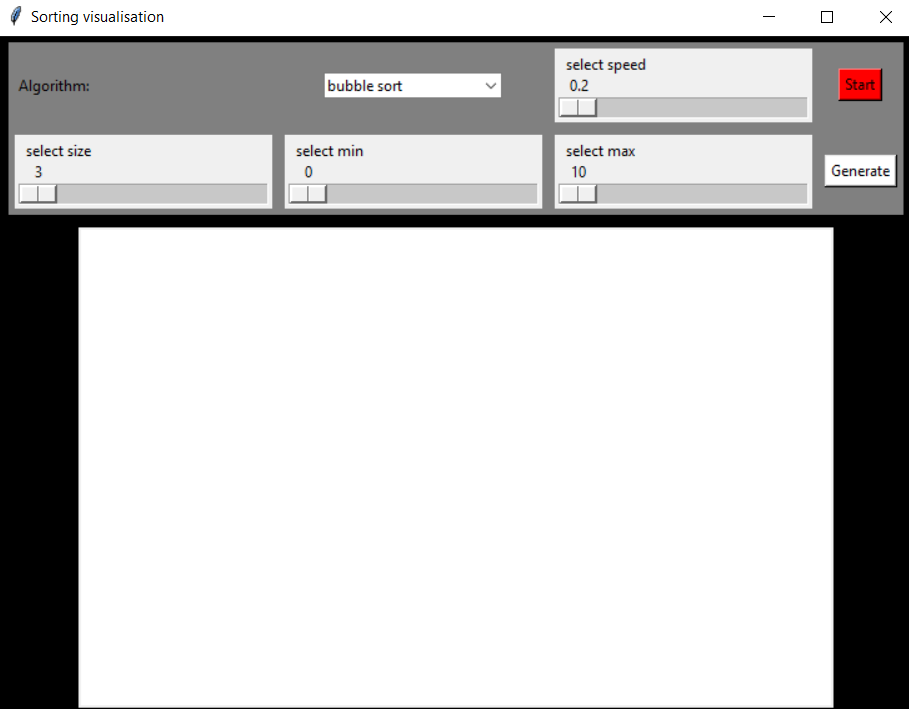 Sorting visualisation
Algorithm:
bubble sort
select speed
0.2
Start
select size
3
select min
0
select max
10
Generate